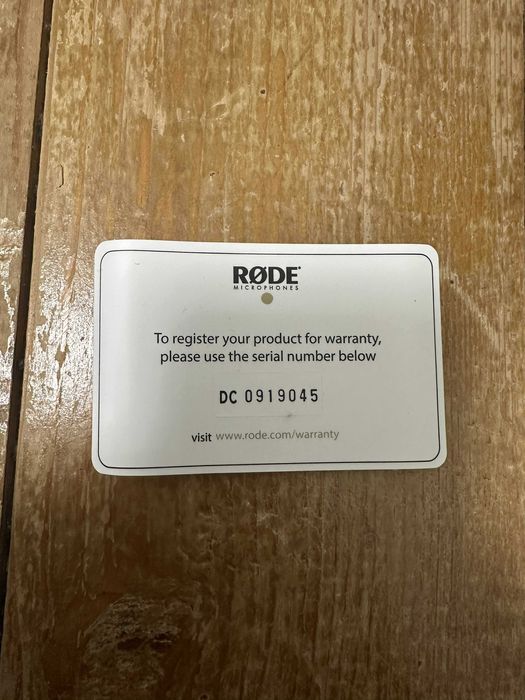 RØDE®
MICROPHONES
To register your product for warranty,
please use the serial number below
DC 0919045
visit www.rode.com/warranty